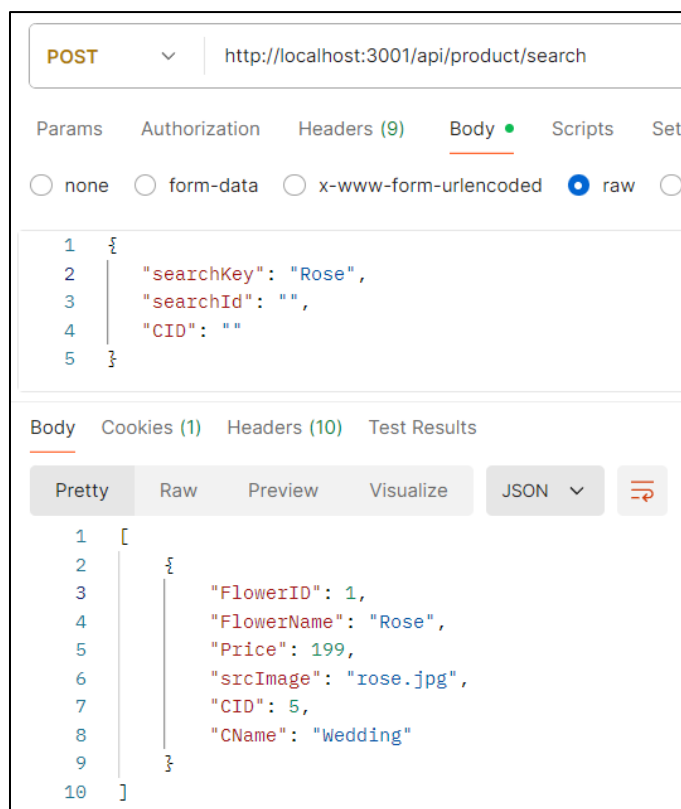 POST http://localhost:3001/api/product/search
Params Authorization Headers (9) Body Scripts Set
none form-data x-www-form-urlencoded raw
1 {
2 "searchKey": "Rose",
3 "searchId": "",
4 "CID": ""
5 }
Body Cookies (1) Headers (10) Test Results
Pretty Raw Preview Visualize JSON
1 [
2 {
3 "FlowerID": 1,
4 "FlowerName": "Rose",
5 "Price": 199,
6 "srcImage": "rose.jpg",
7 "CID": 5,
8 "CName": "Wedding"
9 }
10 ]